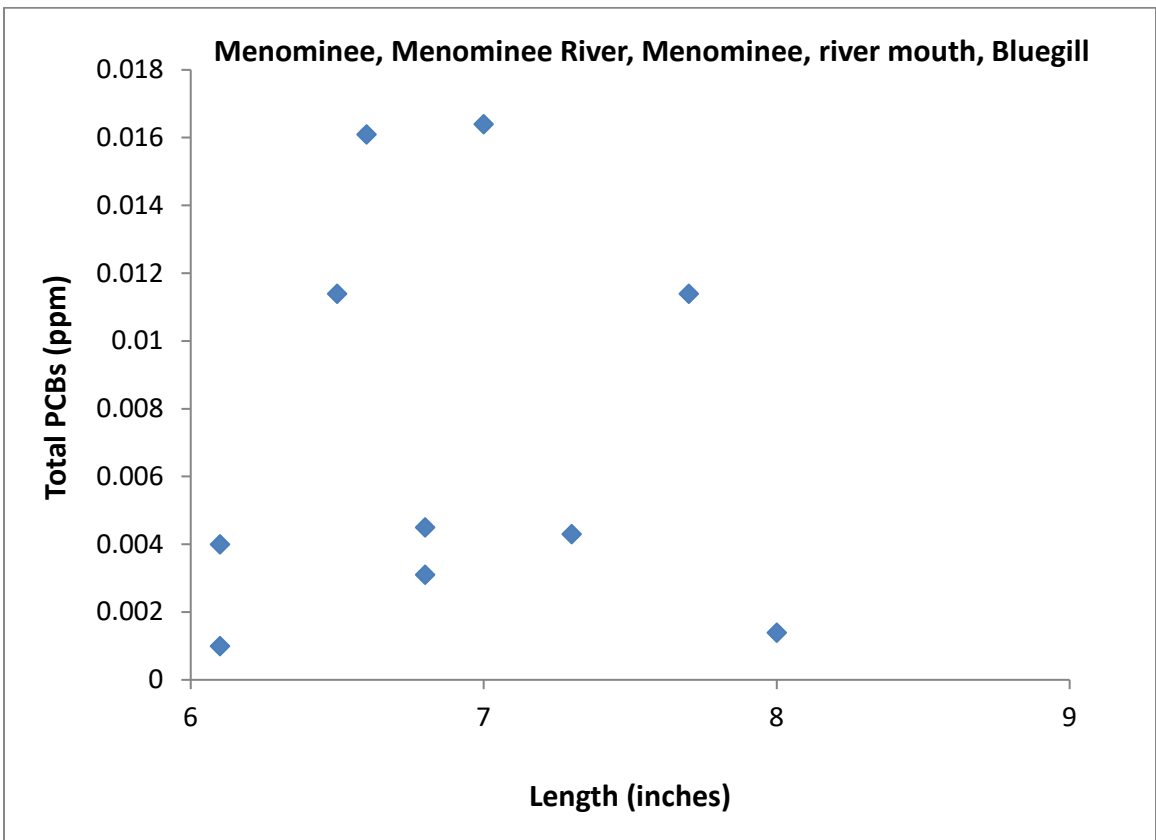 Menominee, Menominee River, Menominee, river mouth, Bluegill
0.018
0.016
0.014
0.012
0.01
0.008
0.006
0.004
0.002
0
Total PCBs (ppm)
6 7 8 9
Length (inches)